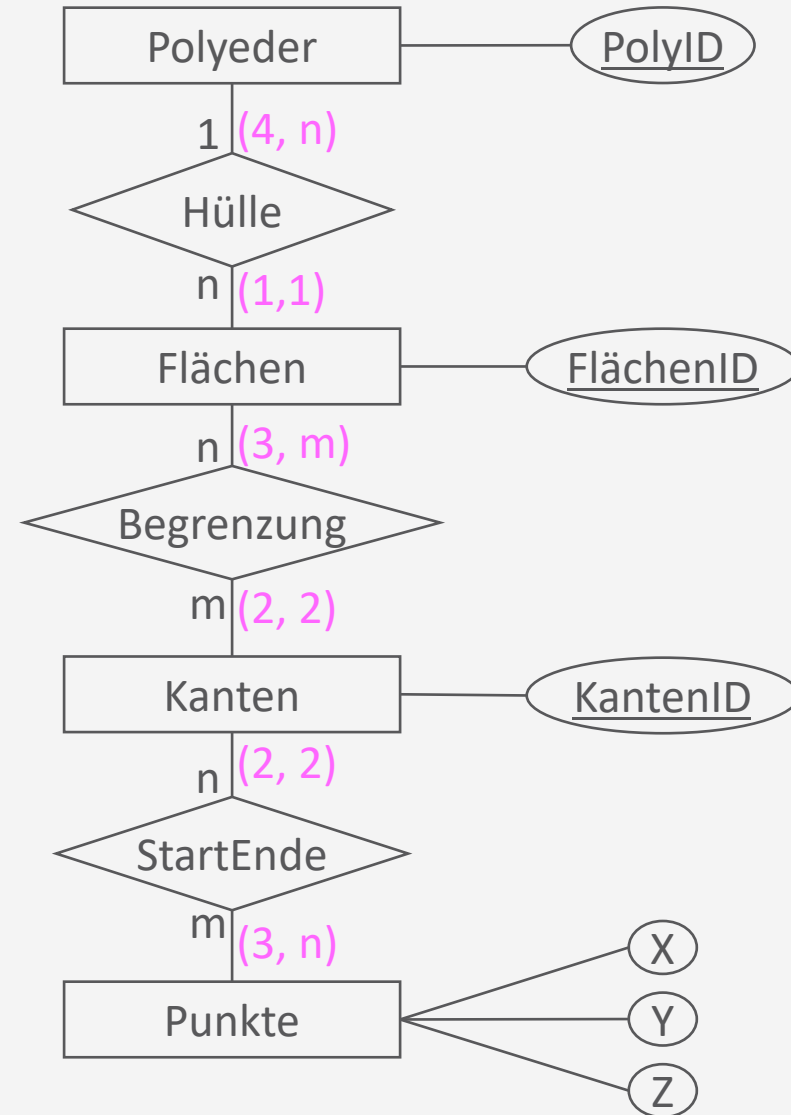 Polyeder
PolyID
1 (4, n)
Hülle
n (1,1)
Flächen
FlächenID
n (3, m)
Begrenzung
m (2, 2)
Kanten
KantenID
n (2, 2)
StartEnde
m (3, n)
X
Punkte
Y
Z